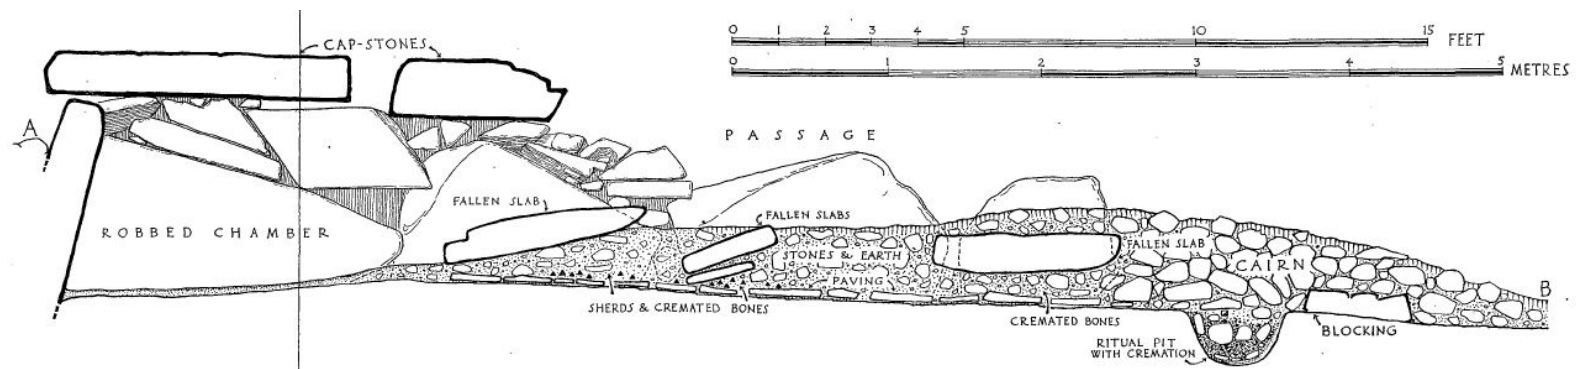 0 1 2 3 4 5 10 15
FEET
0 1 2 3 4 5
METRES
CAP-STONES
A
PASSAGE
FALLEN SLAB
FALLEN SLABS
ROBBED CHAMBER
STONES & EARTH
FALLEN SLAB
CAIRN
PAVING
B
SHERDS & CREMATED BONES
CREMATED BONES
BLOCKING
RITUAL PIT
WITH CREMATION